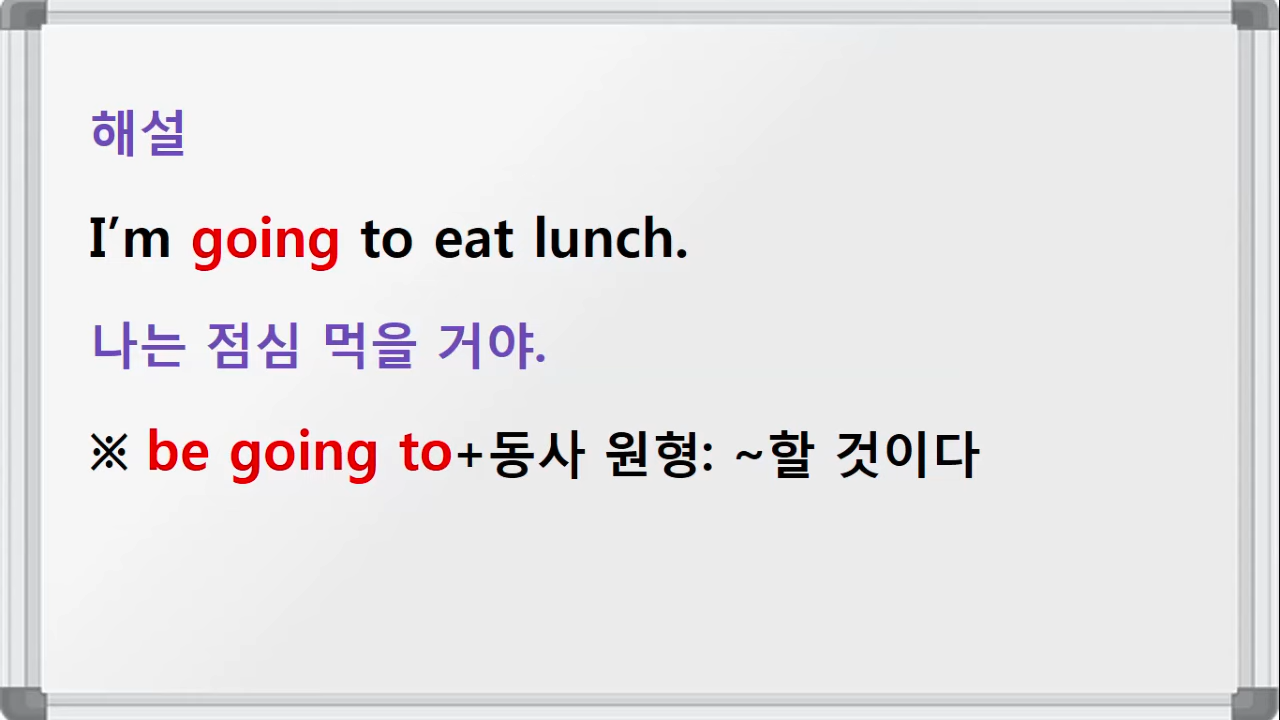 해설
I’m going to eat lunch.
나는 점심 먹을 거야.
※ be going to+동사 원형: ~할 것이다